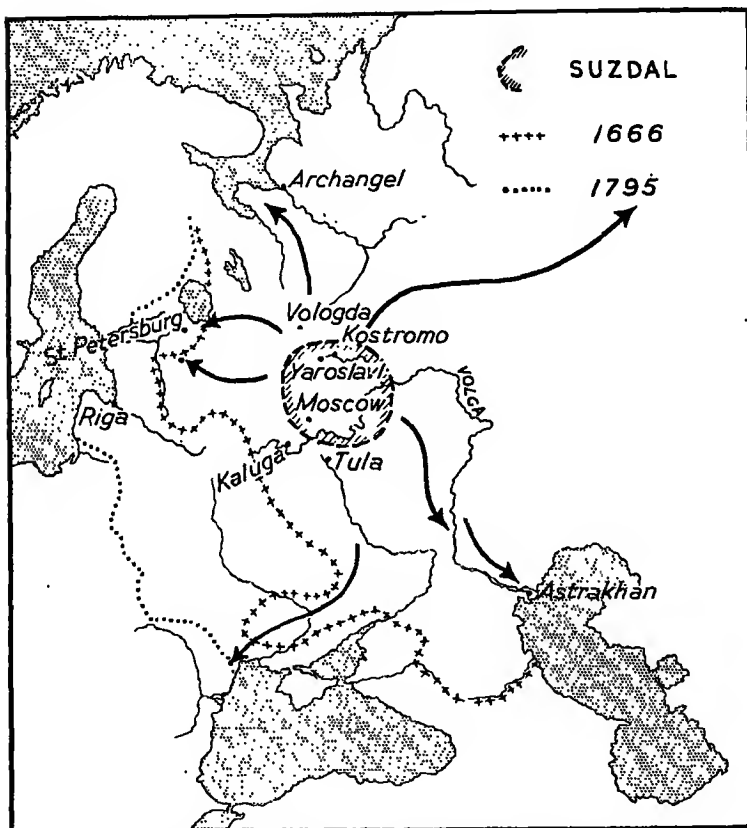 SUZDAL
1666
1795
Archangel
Vologda
Kostromo
St. Petersburg
Yaroslavl
Moscow
VOLGA
Riga
Kaluga
Tula
Astrakhan